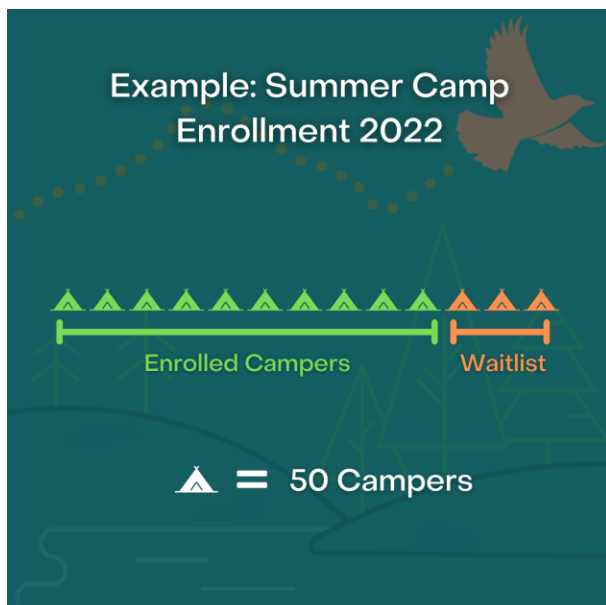 Example: Summer Camp
Enrollment 2022
Enrolled Campers
Waitlist
= 50 Campers